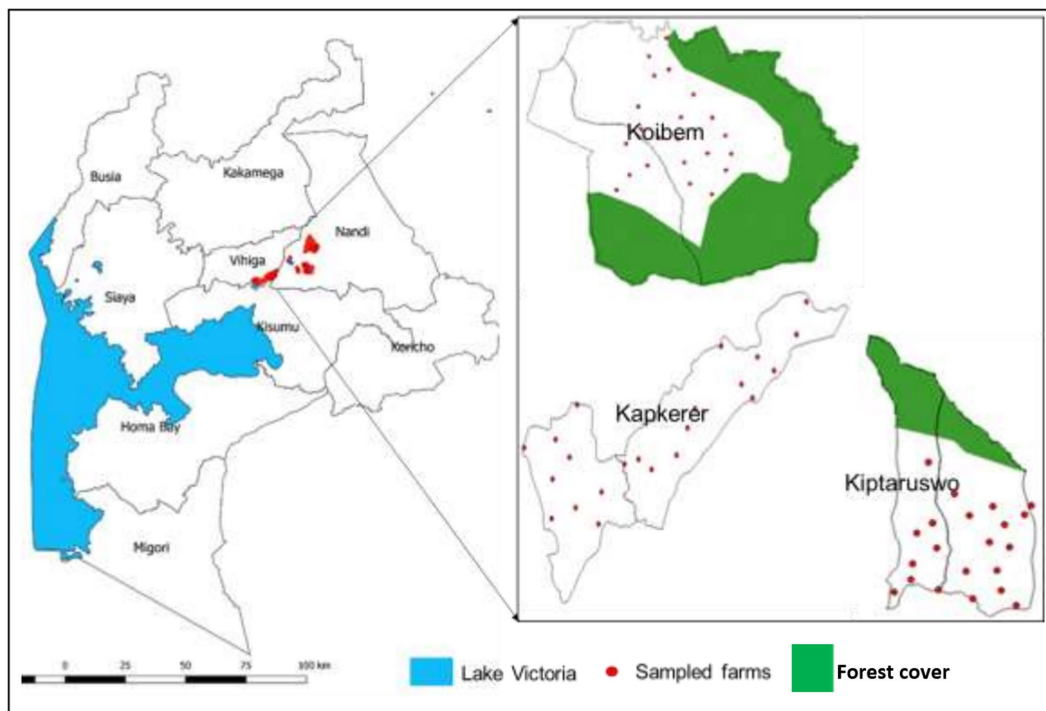 Busia
Kakamega
Nandi
Vihiga
Siaya
Kisumu
Kericho
Homa Bay
Migori
Koibem
Kapkerer
Kiptaruswo
0 25 50 75 100 km
Lake Victoria
Sampled farms
Forest cover